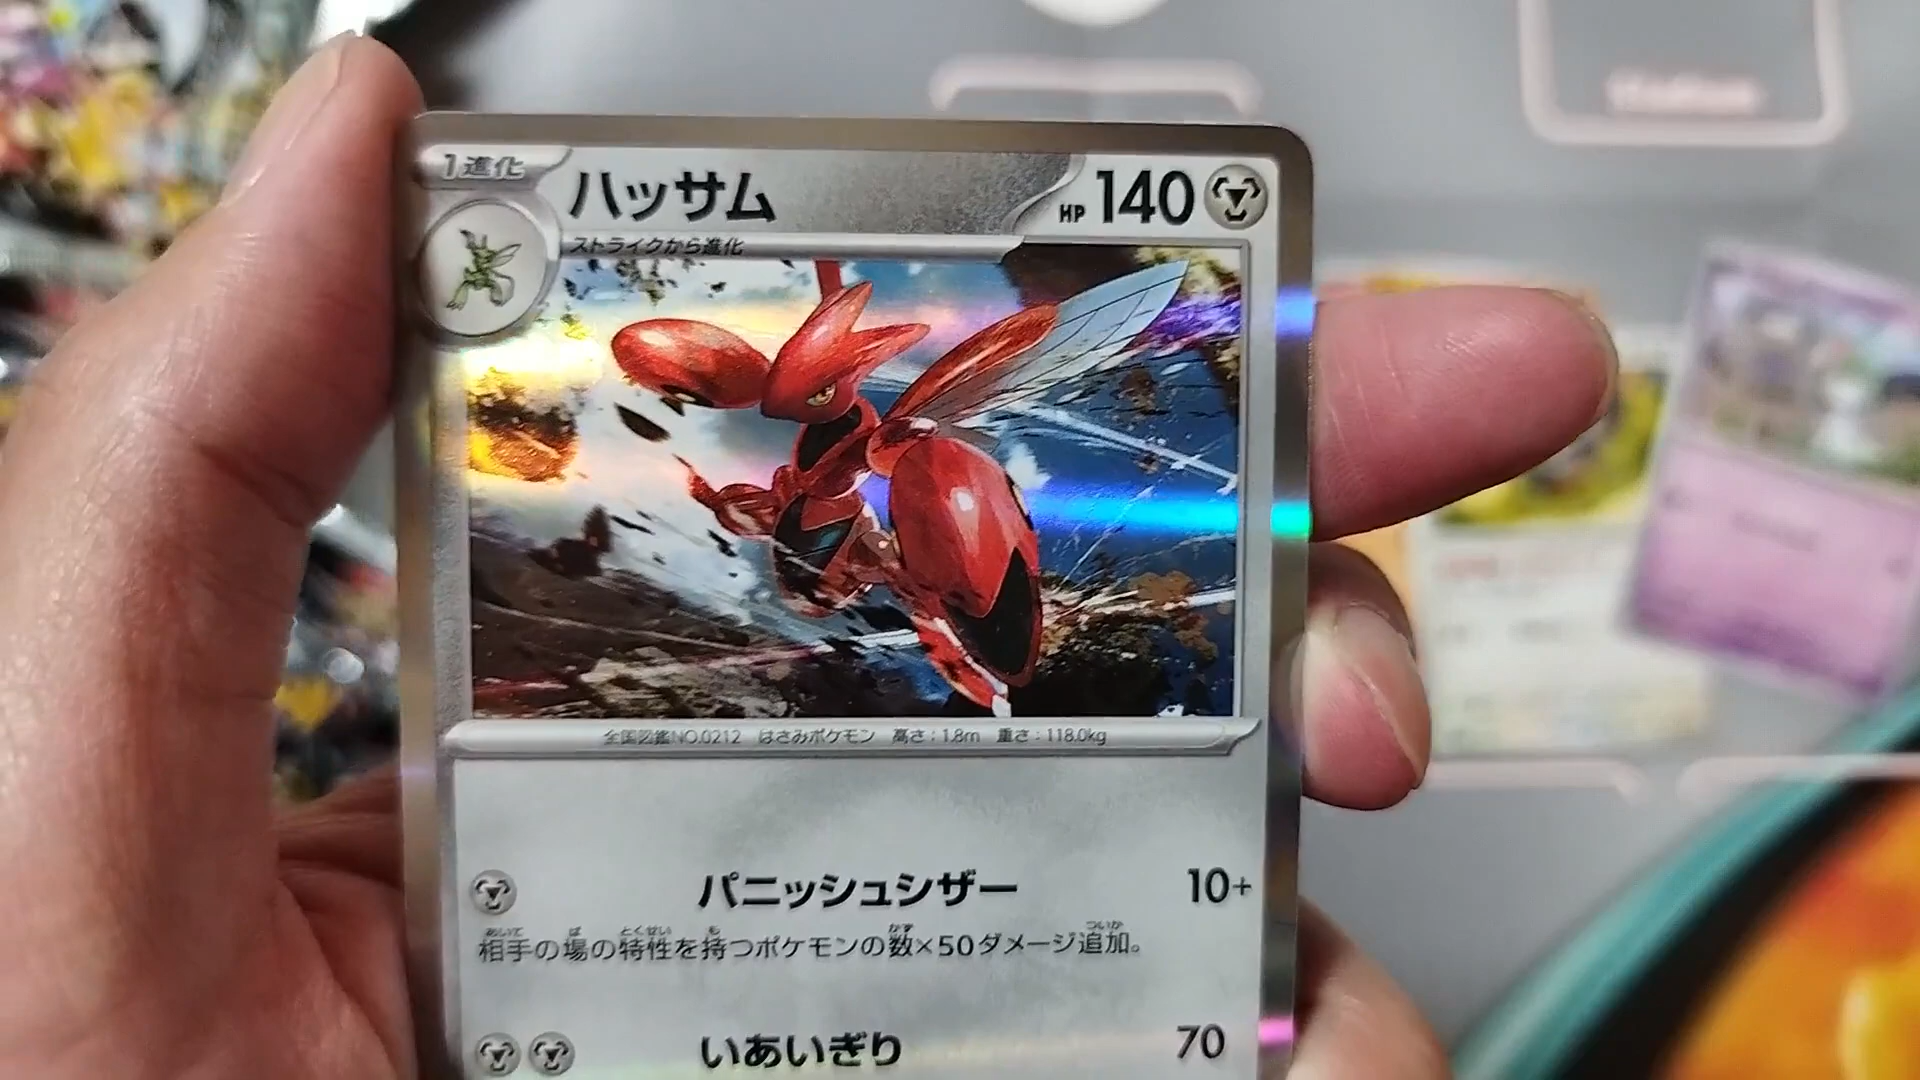 1進化
ハッサム
HP 140
ストライクから進化
全国図鑑NO.0212 はさみポケモン 高さ:1.8m 重さ:118.0kg
パニッシュシザー 10+
相手の場の特性を持つポケモンの数×50ダメージ追加。
いあいぎり 70